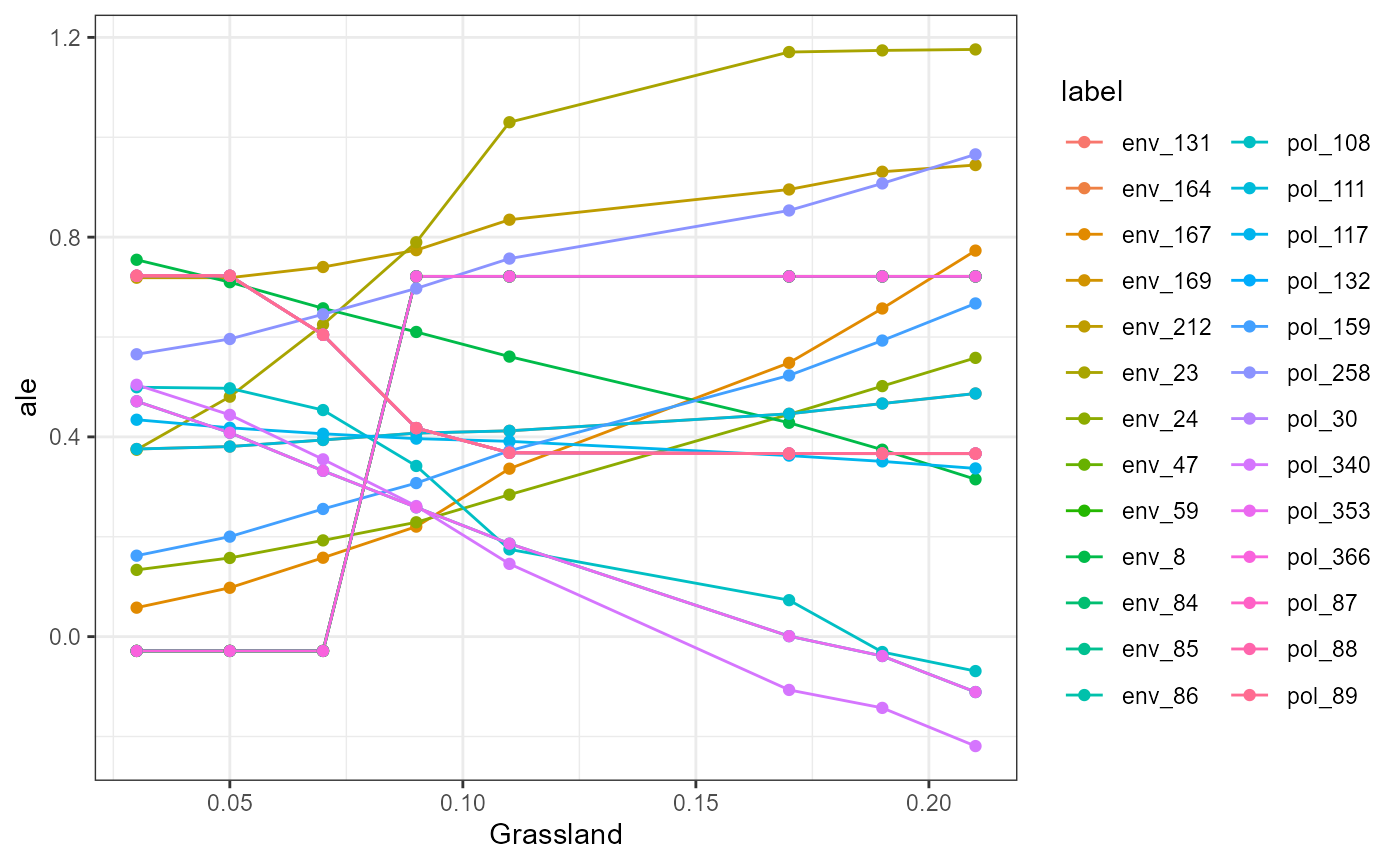 1.2
0.8
0.4
0.0
ale
0.05 0.10 0.15 0.20
Grassland
label
env_131 pol_108
env_164 pol_111
env_167 pol_117
env_169 pol_132
env_212 pol_159
env_23 pol_258
env_24 pol_30
env_47 pol_340
env_59 pol_353
env_8 pol_366
env_84 pol_87
env_85 pol_88
env_86 pol_89